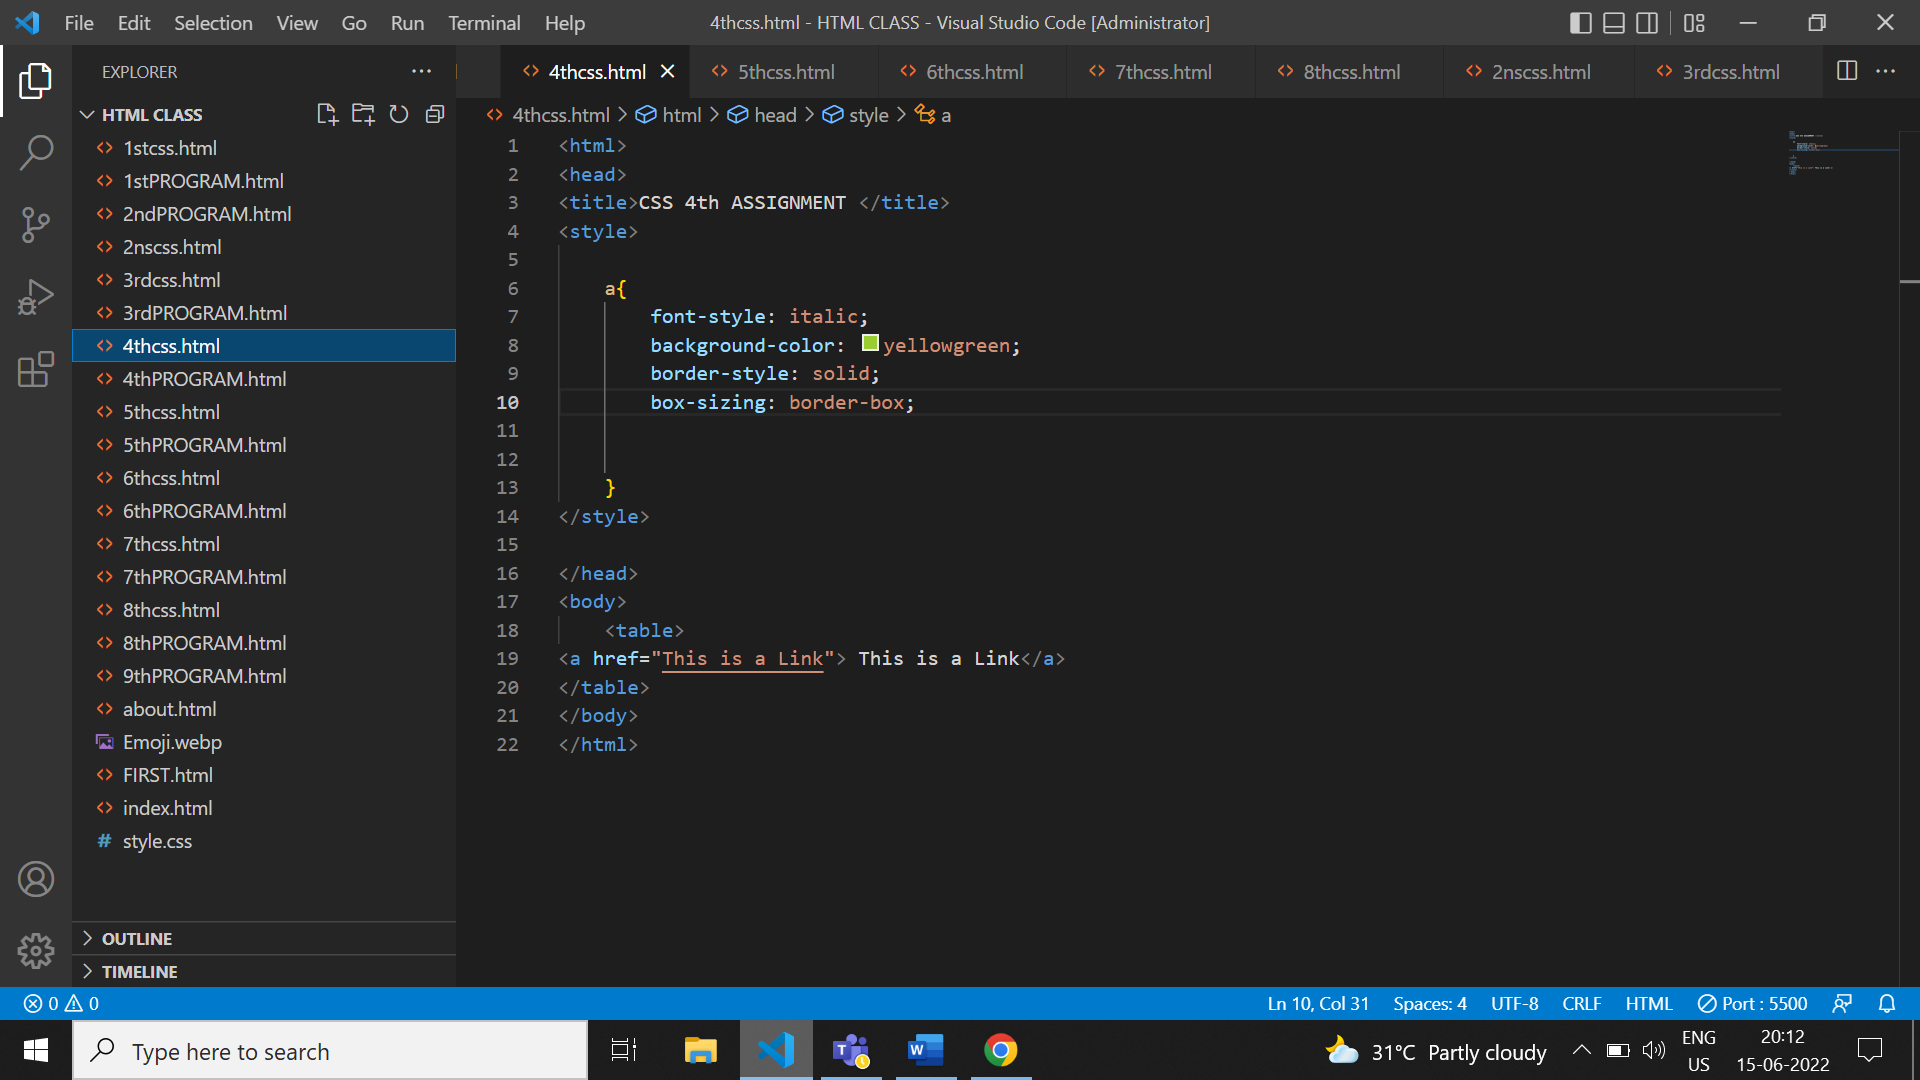 File Edit Selection View Go Run Terminal Help 4thcss.html - HTML CLASS - Visual Studio Code [Administrator]
EXPLORER
4thcss.html 5thcss.html 6thcss.html 7thcss.html 8thcss.html 2nscss.html 3rdcss.html
HTML CLASS
4thcss.html > html > head > style > a
1stcss.html
1stPROGRAM.html
2ndPROGRAM.html
2nscss.html
3rdcss.html
3rdPROGRAM.html
4thcss.html
4thPROGRAM.html
5thcss.html
5thPROGRAM.html
6thcss.html
6thPROGRAM.html
7thcss.html
7thPROGRAM.html
8thcss.html
8thPROGRAM.html
9thPROGRAM.html
about.html
Emoji.webp
FIRST.html
index.html
# style.css
OUTLINE
TIMELINE
1 <html>
2 <head>
3 <title>CSS 4th ASSIGNMENT </title>
4 <style>
5
6 a{
7 font-style: italic;
8 background-color: yellowgreen;
9 border-style: solid;
10 box-sizing: border-box;
11
12
13 }
14 </style>
15
16 </head>
17 <body>
18 <table>
19 <a href="This is a Link"> This is a Link</a>
20 </table>
21 </body>
22 </html>
0 0 Ln 10, Col 31 Spaces: 4 UTF-8 CRLF HTML Port : 5500
Type here to search
31°C Partly cloudy
ENG
US
20:12
15-06-2022